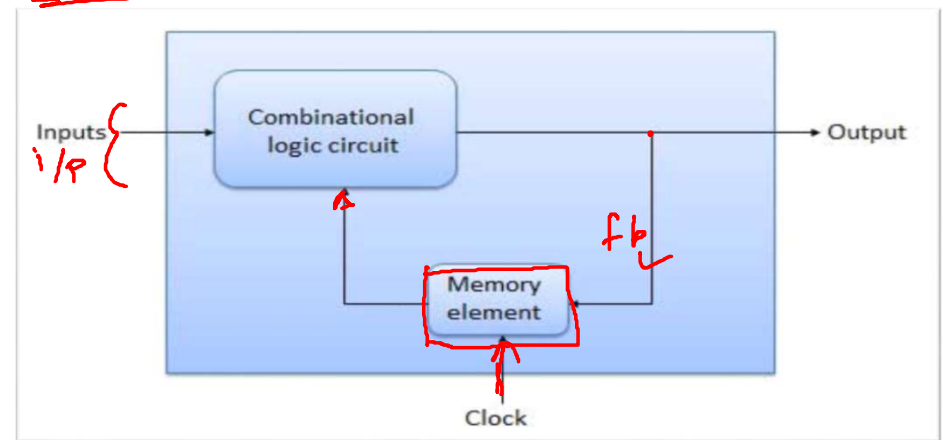 Combinational
logic circuit
Inputs
Output
i/p
fb
Memory
element
Clock